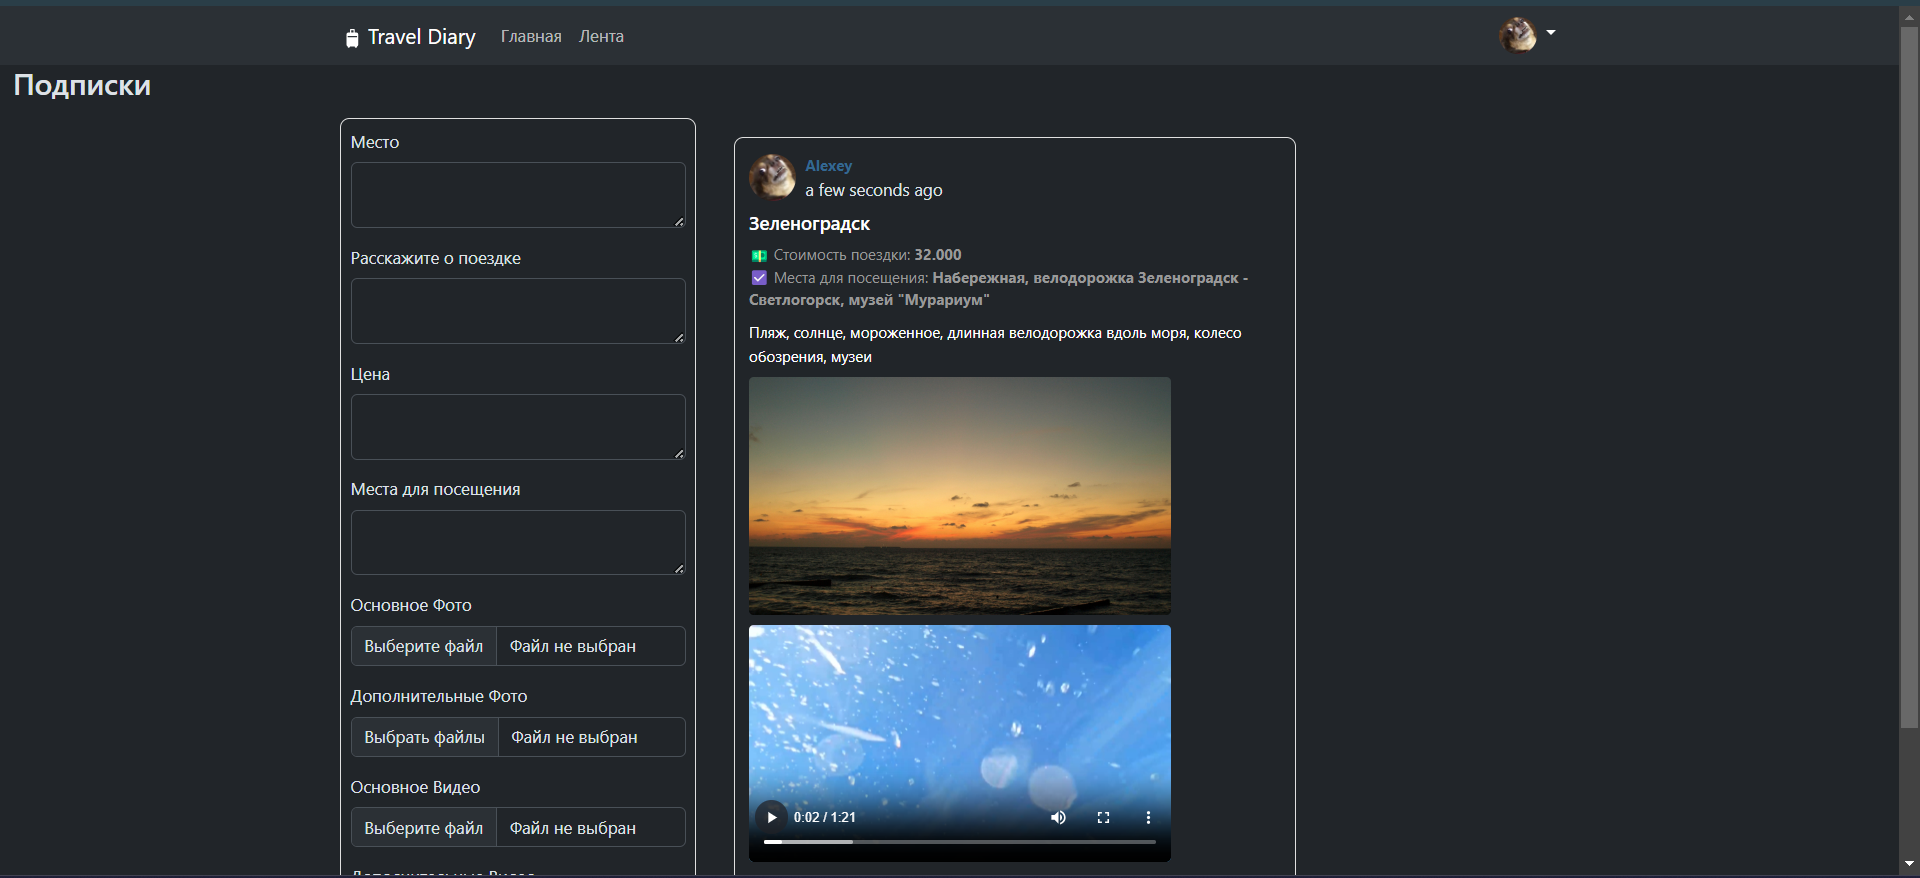 Travel Diary Главная Лента
Подписки
Место
Расскажите о поездке
Цена
Места для посещения
Основное Фото
Выберите файл Файл не выбран
Дополнительные Фото
Выбрать файлы Файл не выбран
Основное Видео
Выберите файл Файл не выбран
Дополнительные Видео
Alexey
a few seconds ago
Зеленоградск
Стоимость поездки: 32.000
Места для посещения: Набережная, велодорожка Зеленоградск -
Светлогорск, музей "Мурариум"
Пляж, солнце, мороженное, длинная велодорожка вдоль моря, колесо
обозрения, музеи
0:02 / 1:21